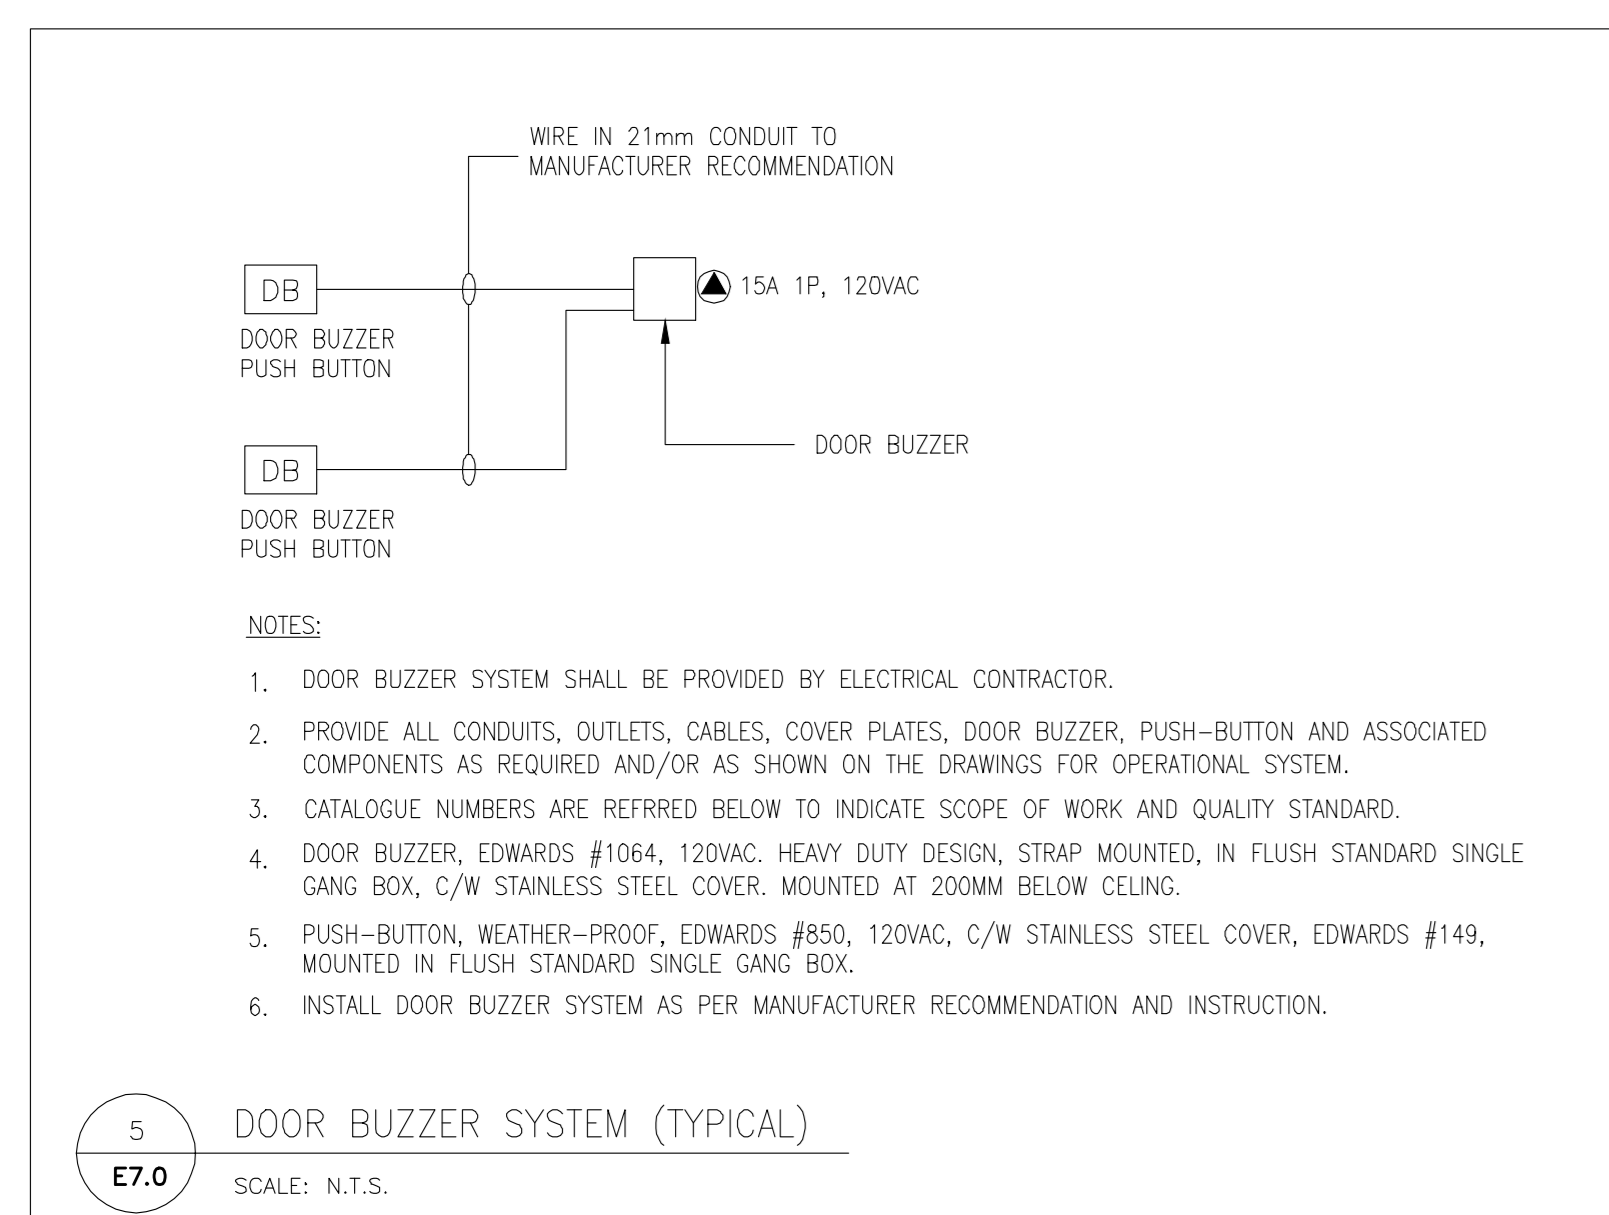 WIRE IN 21mm CONDUIT TO
MANUFACTURER RECOMMENDATION
DB
15A 1P, 120VAC
DOOR BUZZER
PUSH BUTTON
DOOR BUZZER
DB
DOOR BUZZER
PUSH BUTTON
NOTES:
1. DOOR BUZZER SYSTEM SHALL BE PROVIDED BY ELECTRICAL CONTRACTOR.
2. PROVIDE ALL CONDUITS, OUTLETS, CABLES, COVER PLATES, DOOR BUZZER, PUSH-BUTTON AND ASSOCIATED
COMPONENTS AS REQUIRED AND/OR AS SHOWN ON THE DRAWINGS FOR OPERATIONAL SYSTEM.
3. CATALOGUE NUMBERS ARE REFRRED BELOW TO INDICATE SCOPE OF WORK AND QUALITY STANDARD.
4. DOOR BUZZER, EDWARDS #1064, 120VAC. HEAVY DUTY DESIGN, STRAP MOUNTED, IN FLUSH STANDARD SINGLE
GANG BOX, C/W STAINLESS STEEL COVER. MOUNTED AT 200MM BELOW CELING.
5. PUSH-BUTTON, WEATHER-PROOF, EDWARDS #850, 120VAC, C/W STAINLESS STEEL COVER, EDWARDS #149,
MOUNTED IN FLUSH STANDARD SINGLE GANG BOX.
6. INSTALL DOOR BUZZER SYSTEM AS PER MANUFACTURER RECOMMENDATION AND INSTRUCTION.
5
DOOR BUZZER SYSTEM (TYPICAL)
E7.0
SCALE: N.T.S.